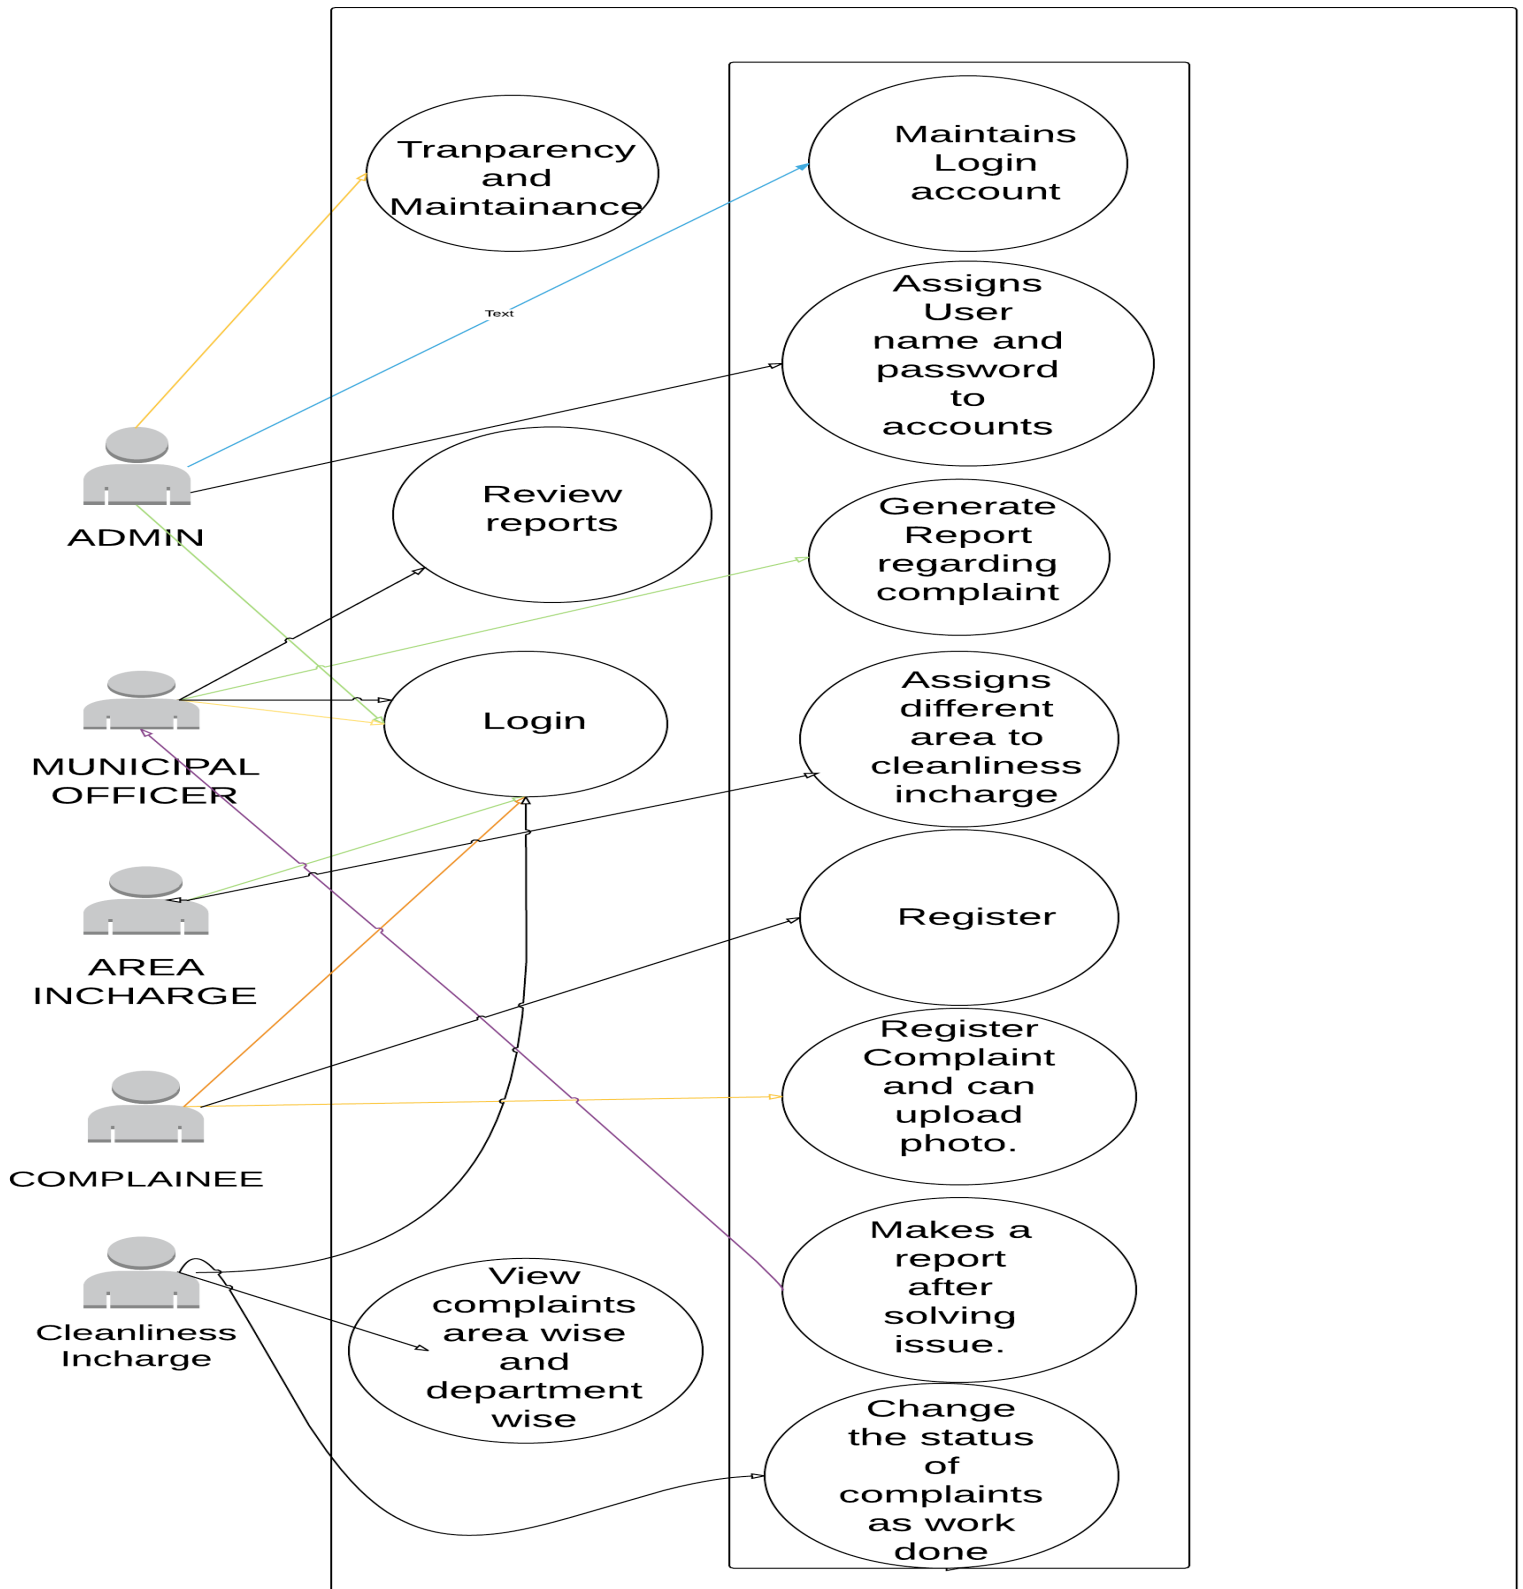 Tranparency
and
Maintainance
Maintains
Login
account
Text
Assigns
User
name and
password
to
accounts
ADMIN
Review
reports
Generate
Report
regarding
complaint
MUNICIPAL
OFFICER
Login
Assigns
different
area to
cleanliness
incharge
AREA
INCHARGE
Register
COMPLAINEE
Register
Complaint
and can
upload
photo.
Cleanliness
Incharge
View
complaints
area wise
and
department
wise
Makes a
report
after
solving
issue.
Change
the status
of
complaints
as work
done